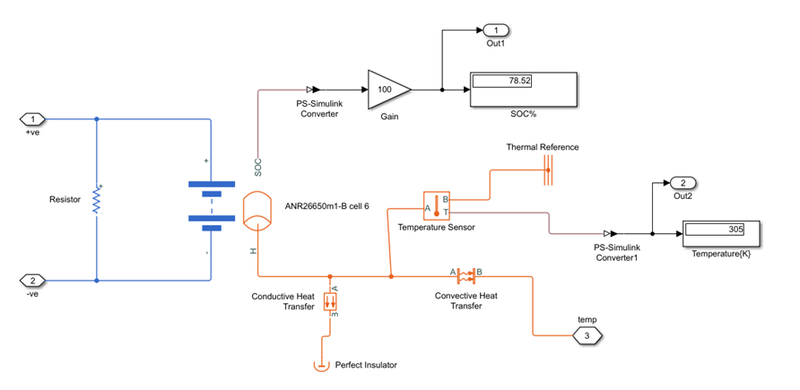 1
Out1
100
78.52
PS-Simulink
Converter
Gain
SOC%
1
+ve
SOC
Thermal Reference
+
+
Resistor
ANR26650m1-B cell 6
A
B
T
Temperature Sensor
2
Out2
305
PS-Simulink
Converter1
Temperature{K}
-
H
2
-ve
A
B
Conductive Heat
Transfer
A
B
Convective Heat
Transfer
temp
3
Perfect Insulator